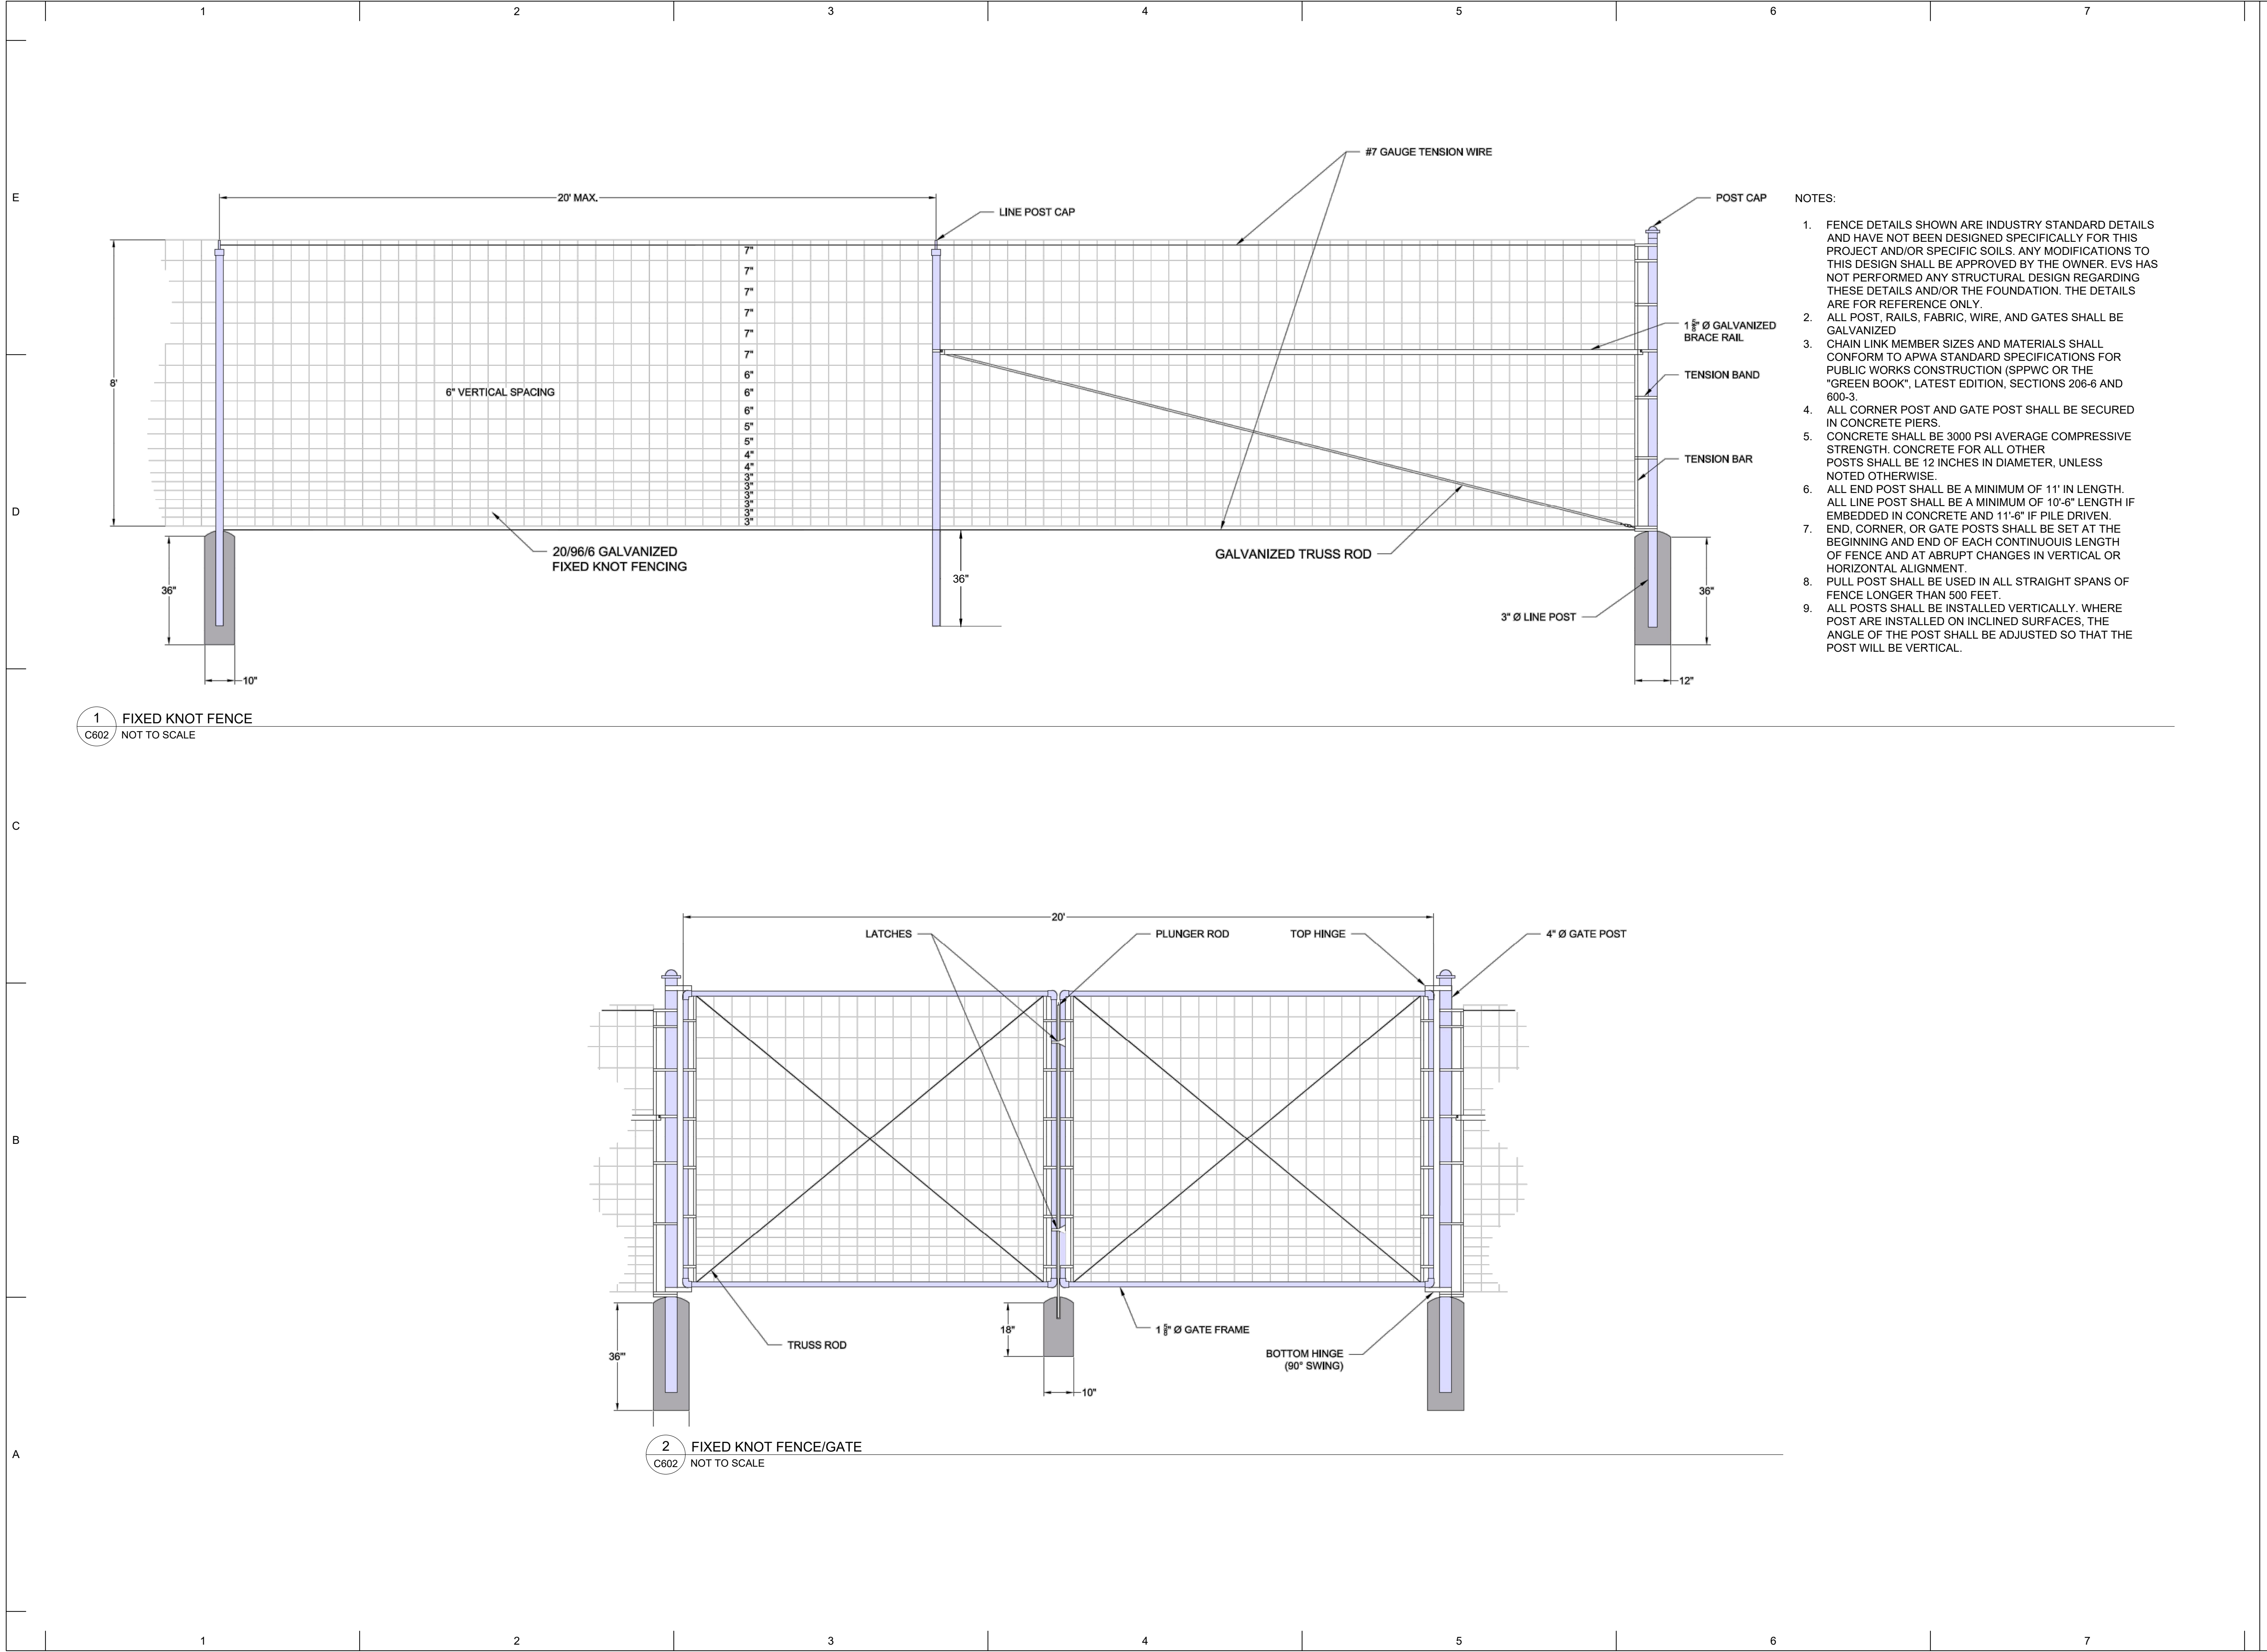 1 2 3 4 5 6 7
E
D
C
B
A
#7 GAUGE TENSION WIRE
20' MAX.
LINE POST CAP
POST CAP
8'
7"
7"
7"
7"
7"
7"
6"
6"
6"
5"
5"
4"
4"
3"
3"
3"
3"
3"
3"
6" VERTICAL SPACING
1 5/8" Ø GALVANIZED
BRACE RAIL
TENSION BAND
TENSION BAR
20/96/6 GALVANIZED
FIXED KNOT FENCING
GALVANIZED TRUSS ROD
3" Ø LINE POST
36"
36"
36"
10"
12"
NOTES:
1. FENCE DETAILS SHOWN ARE INDUSTRY STANDARD DETAILS
AND HAVE NOT BEEN DESIGNED SPECIFICALLY FOR THIS
PROJECT AND/OR SPECIFIC SOILS. ANY MODIFICATIONS TO
THIS DESIGN SHALL BE APPROVED BY THE OWNER. EVS HAS
NOT PERFORMED ANY STRUCTURAL DESIGN REGARDING
THESE DETAILS AND/OR THE FOUNDATION. THE DETAILS
ARE FOR REFERENCE ONLY.
2. ALL POST, RAILS, FABRIC, WIRE, AND GATES SHALL BE
GALVANIZED
3. CHAIN LINK MEMBER SIZES AND MATERIALS SHALL
CONFORM TO APWA STANDARD SPECIFICATIONS FOR
PUBLIC WORKS CONSTRUCTION (SPPWC OR THE
"GREEN BOOK", LATEST EDITION, SECTIONS 206-6 AND
600-3.
4. ALL CORNER POST AND GATE POST SHALL BE SECURED
IN CONCRETE PIERS.
5. CONCRETE SHALL BE 3000 PSI AVERAGE COMPRESSIVE
STRENGTH. CONCRETE FOR ALL OTHER
POSTS SHALL BE 12 INCHES IN DIAMETER, UNLESS
NOTED OTHERWISE.
6. ALL END POST SHALL BE A MINIMUM OF 11' IN LENGTH.
ALL LINE POST SHALL BE A MINIMUM OF 10'-6" LENGTH IF
EMBEDDED IN CONCRETE AND 11'-6" IF PILE DRIVEN.
7. END, CORNER, OR GATE POSTS SHALL BE SET AT THE
BEGINNING AND END OF EACH CONTINUOUIS LENGTH
OF FENCE AND AT ABRUPT CHANGES IN VERTICAL OR
HORIZONTAL ALIGNMENT.
8. PULL POST SHALL BE USED IN ALL STRAIGHT SPANS OF
FENCE LONGER THAN 500 FEET.
9. ALL POSTS SHALL BE INSTALLED VERTICALLY. WHERE
POST ARE INSTALLED ON INCLINED SURFACES, THE
ANGLE OF THE POST SHALL BE ADJUSTED SO THAT THE
POST WILL BE VERTICAL.
1 FIXED KNOT FENCE
C602 NOT TO SCALE
20'
LATCHES
PLUNGER ROD
TOP HINGE
4" Ø GATE POST
36'"
TRUSS ROD
18"
10"
1 5/8" Ø GATE FRAME
BOTTOM HINGE
(90° SWING)
2 FIXED KNOT FENCE/GATE
C602 NOT TO SCALE
1 2 3 4 5 6 7